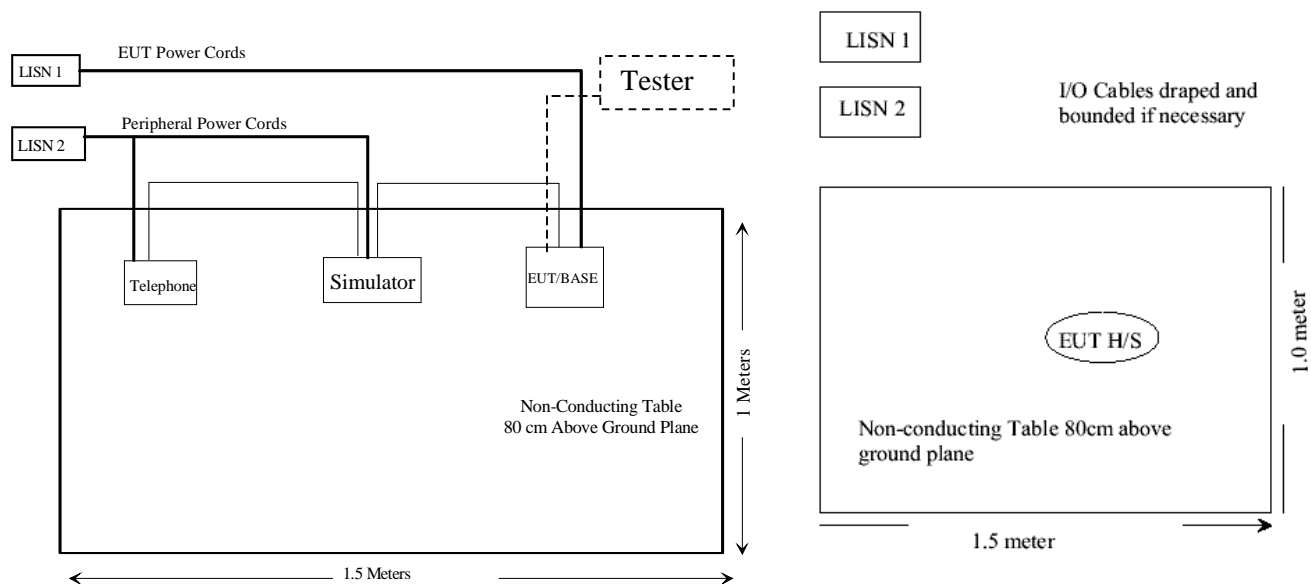 EUT Power Cords
LISN 1
Tester
Peripheral Power Cords
LISN 2
Telephone
Simulator
EUT/BASE
1 Meters
Non-Conducting Table
80 cm Above Ground Plane
1.5 Meters
LISN 1
LISN 2
I/O Cables draped and
bounded if necessary
EUT H/S
1.0 meter
Non-conducting Table 80cm above
ground plane
1.5 meter